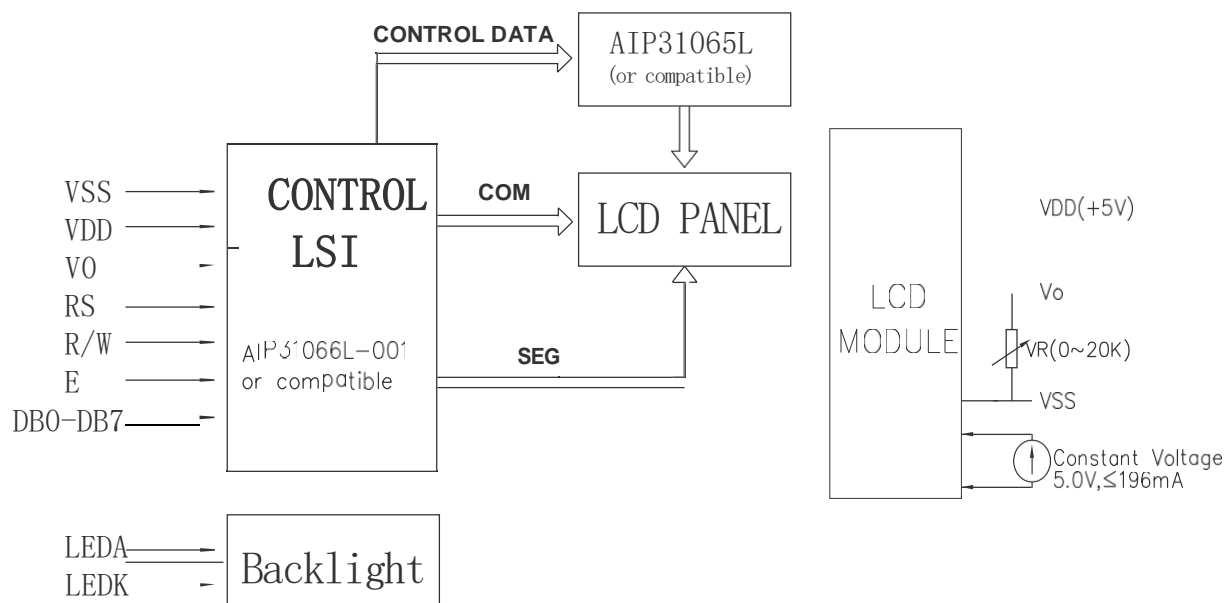 CONTROL DATA
AIP31065L
(or compatible)
VSS
VDD
VO
RS
R/W
E
DB0-DB7
CONTROL
LSI
AIP31066L-001
or compatible
COM
SEG
LCD PANEL
LCD
MODULE
VDD(+5V)
Vo
VR(0~20K)
VSS
Constant Voltage
5.0V,≤196mA
LEDA
LEDK
Backlight